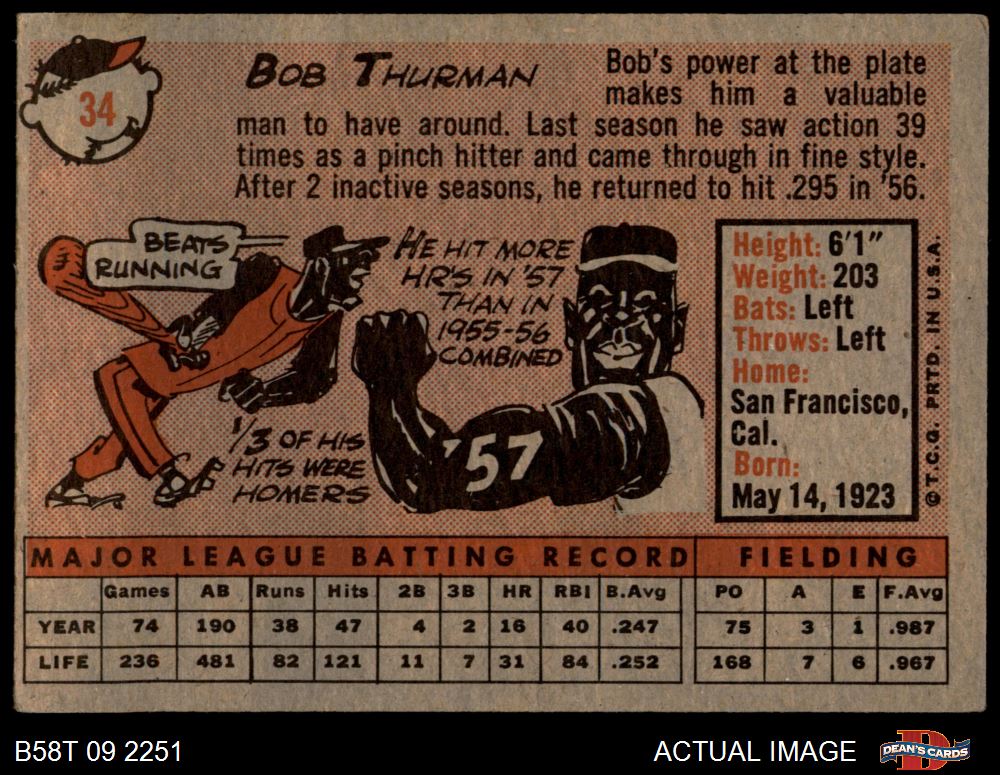 34
BOB THURMAN
Bob's power at the plate
makes him a valuable
man to have around. Last season he saw action 39
times as a pinch hitter and came through in fine style.
After 2 inactive seasons, he returned to hit .295 in '56.
BEATS
RUNNING
HE HIT MORE
HR'S IN '57
THAN IN
1955-56
COMBINED
1/3 OF HIS
HITS WERE
HOMERS
'57
Height: 6'1"
Weight: 203
Bats: Left
Throws: Left
Home:
San Francisco,
Cal.
Born:
May 14, 1923
© T.C.G. PRTD. IN U.S.A.
MAJOR LEAGUE BATTING RECORD FIELDING
Games AB Runs Hits 2B 3B HR RBI B.Avg PO A E F.Avg
YEAR 74 190 38 47 4 2 16 40 .247 75 3 1 .987
LIFE 236 481 82 121 11 7 31 84 .252 168 7 6 .967
B58T 09 2251 ACTUAL IMAGE D DEAN'S CARDS